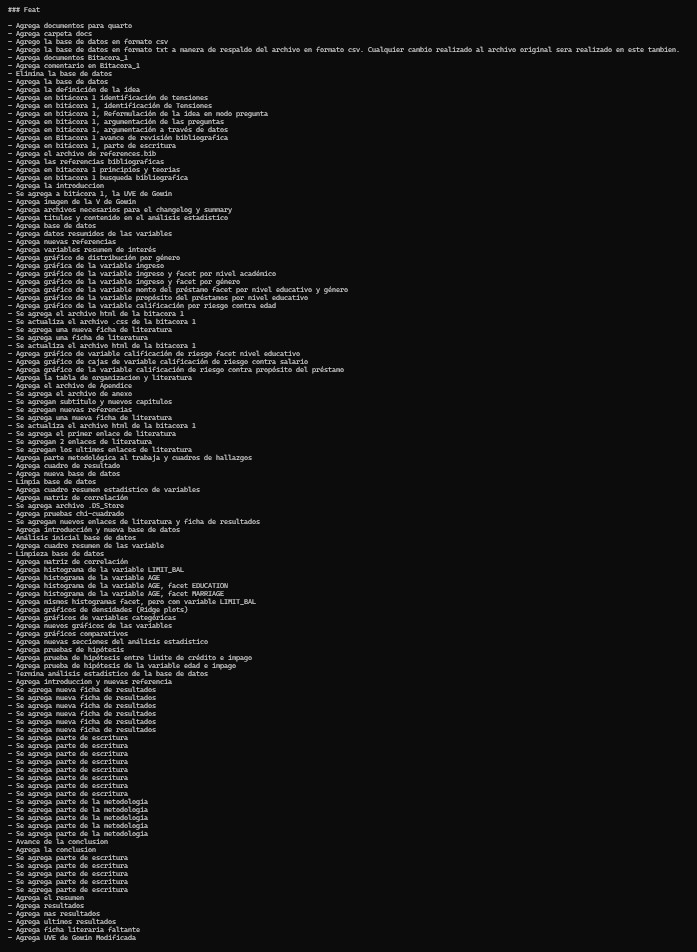 ### Feat
– Agrega documentos para quarto
– Agrega carpeta docs
– Agrego la base de datos en formato csv
– Agrego la base de datos en formato txt a manera de respaldo del archivo en formato csv. Cualquier cambio realizado al archivo original sera realizado en este tambien.
– Agrega documentos Bitacora_1
– Agrega comentario en Bitacora_1
– Elimina la base de datos
– Agrega la base de datos
– Agrega la definición de la idea
– Agrega en bitácora 1 identificación de tensiones
– Agrega en bitácora 1, identificación de Tensiones
– Agrega en bitácora 1, Reformulación de la idea en modo pregunta
– Agrega en bitácora 1, argumentación de las preguntas
– Agrega en bitácora 1, argumentación a través de datos
– Agrega en Bitácora 1 avance de revisión bibliografica
– Agrega en bitácora 1, parte de escritura
– Agrega el archivo de references.bib
– Agrega las referencias bibliograficas
– Agrega en bitacora 1 principios y teorias
– Agrega en bitacora 1 busqueda bibliografica
– Agrega la introduccion
– Se agrega a bitácora 1, la UVE de Gowin
– Agrega imagen de la V de Gowin
– Agrega archivos necesarios para el changelog y summary
– Agrega titulos y contenido en el análisis estadistico
– Agrega base de datos
– Agrega datos resumidos de las variables
– Agrega nuevas referencias
– Agrega variables resumen de interés
– Agrega gráfico de distribución por género
– Agrega gráfica de la variable ingreso
– Agrega gráfico de la variable ingreso y facet por nivel académico
– Agrega gráfico de la variable ingreso y facet por género
– Agrega gráfico de la variable monto del préstamo facet por nivel educativo y género
– Agrega gráfico de la variable propósito del préstamos por nivel educativo
– Agrega gráfico de la variable calificación por riesgo contra edad
– Se agrega el archivo html de la bitacora 1
– Se actualiza el archivo .css de la bitacora 1
– Se agrega una nueva ficha de literatura
– Se agrega una ficha de literatura
– Se actualiza el archivo html de la bitacora 1
– Agrega gráfico de variable calificación de riesgo facet nivel educativo
– Agrega gráfico de cajas de variable calificación de riesgo contra salario
– Agrega gráfico de la variable calificación de riesgo contra propósito del préstamo
– Agrega la tabla de organizacion y literatura
– Agrega el archivo de Apendice
– Se agrega el archivo de anexo
– Se agregan subtitulo y nuevos capitulos
– Se agregan nuevas referencias
– Se agrega una nueva ficha de literatura
– Se actualiza el archivo html de la bitacora 1
– Se agrega el primer enlace de literatura
– Se agregan 2 enlaces de literatura
– Se agregan los ultimos enlaces de literatura
– Agrega parte metodológica al trabaja y cuadros de hallazgos
– Agrega cuadro de resultado
– Agrega nueva base de datos
– Limpia base de datos
– Agrega cuadro resumen estadistico de variables
– Agrega matriz de correlación
– Se agrega archivo .DS_Store
– Agrega pruebas chi-cuadrado
– Se agregan nuevos enlaces de literatura y ficha de resultados
– Agrega introducción y nueva base de datos
– Análisis inicial base de datos
– Agrega cuadro resumen de las variable
– Limpieza base de datos
– Agrega matriz de correlación
– Agrega histograma de la variable LIMIT_BAL
– Agrega histograma de la variable AGE
– Agrega histograma de la variable AGE, facet EDUCATION
– Agrega histograma de la variable AGE, facet MARRIAGE
– Agrega mismos histogramas facet, pero con variable LIMIT_BAL
– Agrega gráficos de densidades (Ridge plots)
– Agrega gráficos de variables categóricas
– Agrega nuevos gráficos de las variables
– Agrega gráficos comparativos
– Agrega nuevas secciones del análisis estadistico
– Agrega pruebas de hipótesis
– Agrega prueba de hipótesis entre limite de crédito e impago
– Agrega prueba de hipótesis de la variable edad e impago
– Termina análisis estadistico de la base de datos
– Agrega introduccion y nuevas referencia
– Se agrega nueva ficha de resultados
– Se agrega nueva ficha de resultados
– Se agrega nueva ficha de resultados
– Se agrega nueva ficha de resultados
– Se agrega nueva ficha de resultados
– Se agrega nueva ficha de resultados
– Se agrega parte de escritura
– Se agrega parte de escritura
– Se agrega parte de escritura
– Se agrega parte de escritura
– Se agrega parte de escritura
– Se agrega parte de escritura
– Se agrega parte de escritura
– Se agrega parte de escritura
– Se agrega parte de la metodologia
– Se agrega parte de la metodologia
– Se agrega parte de la metodologia
– Se agrega parte de la metodologia
– Se agrega parte de la metodologia
– Avance de la conclusion
– Agrega la conclusion
– Se agrega parte de escritura
– Se agrega parte de escritura
– Se agrega parte de escritura
– Se agrega parte de escritura
– Se agrega parte de escritura
– Agrega el resumen
– Agrega resultados
– Agrega mas resultados
– Agrega ultimos resultados
– Agrega ficha literaria faltante
– Agrega UVE de Gowin Modificada